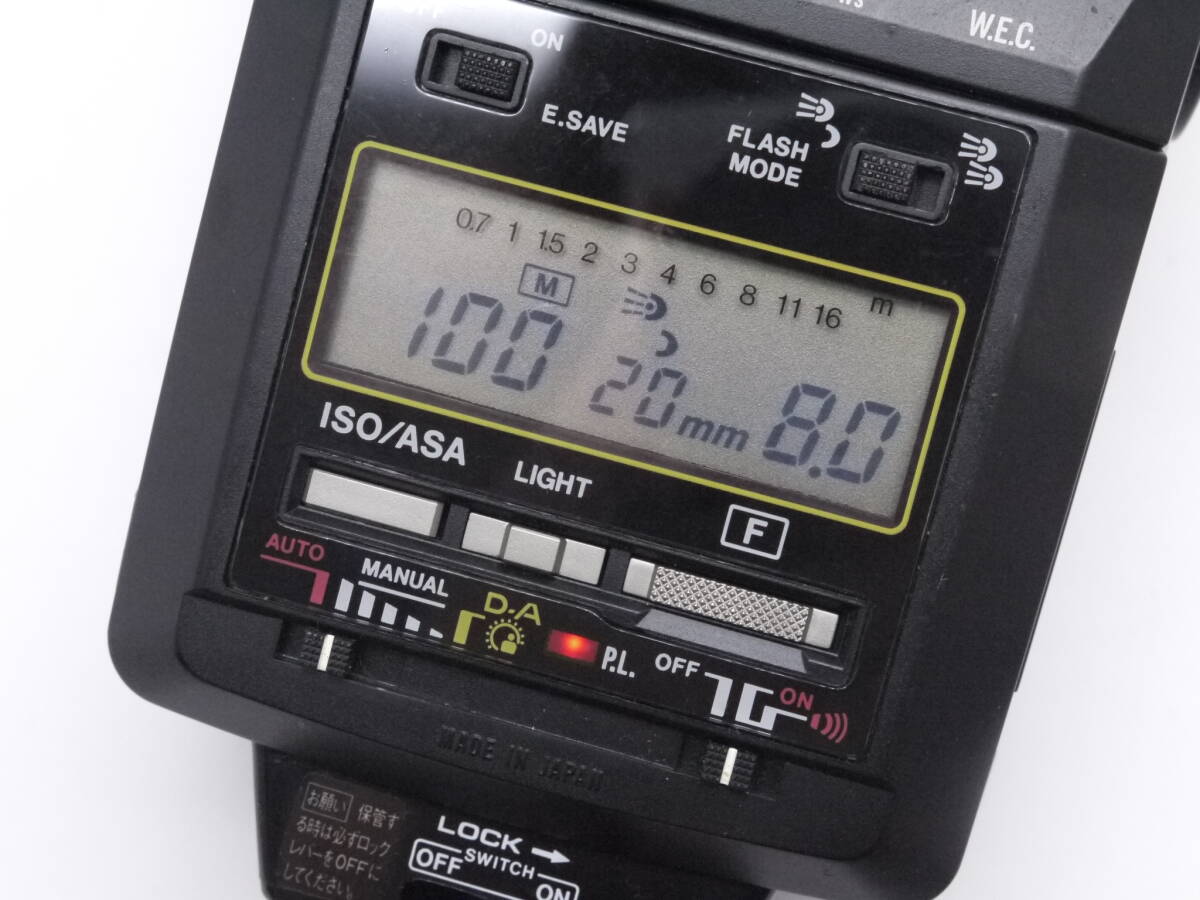 W.E.C.
ON
E.SAVE
FLASH
MODE
0.7 1 1.5 2 3 4 6 8 11 16 m
M
100 20mm 8.0
ISO/ASA
LIGHT
F
AUTO
MANUAL
D-A
P.L.
OFF
ON
MADE IN JAPAN
お願い 保管す
る時は必ずロック
レバーをOFFに
してください。
LOCK
SWITCH
OFF
ON